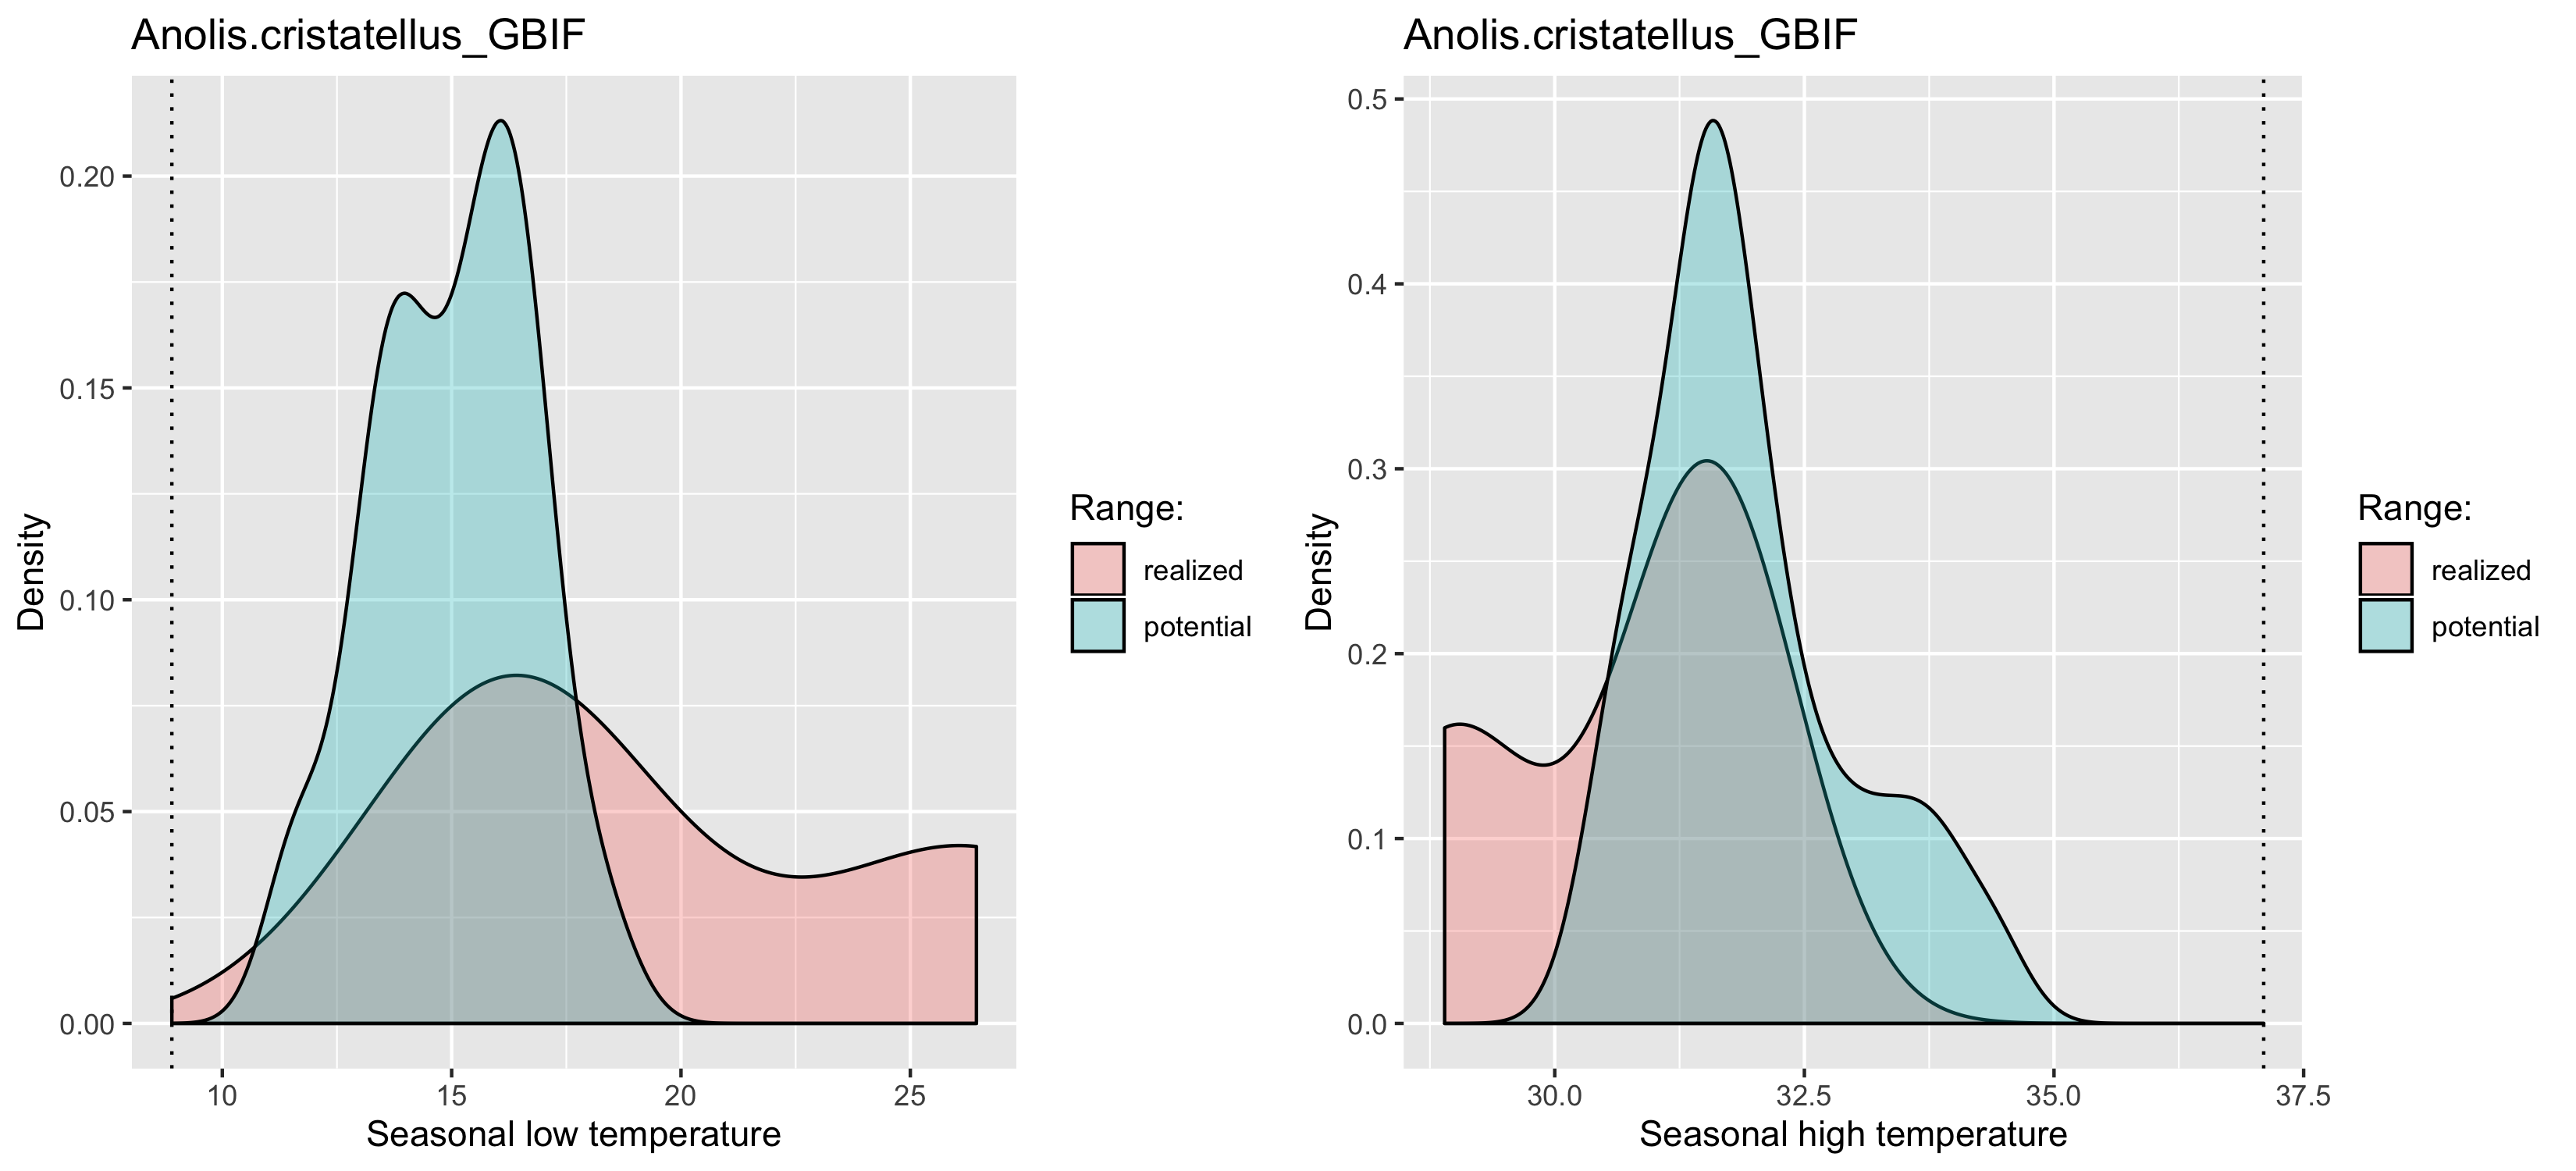 Anolis.cristatellus_GBIF
Density
0.20
0.15
0.10
0.05
0.00
10 15 20 25
Seasonal low temperature
Range:
realized
potential
Anolis.cristatellus_GBIF
Density
0.5
0.4
0.3
0.2
0.1
0.0
30.0 32.5 35.0 37.5
Seasonal high temperature
Range:
realized
potential